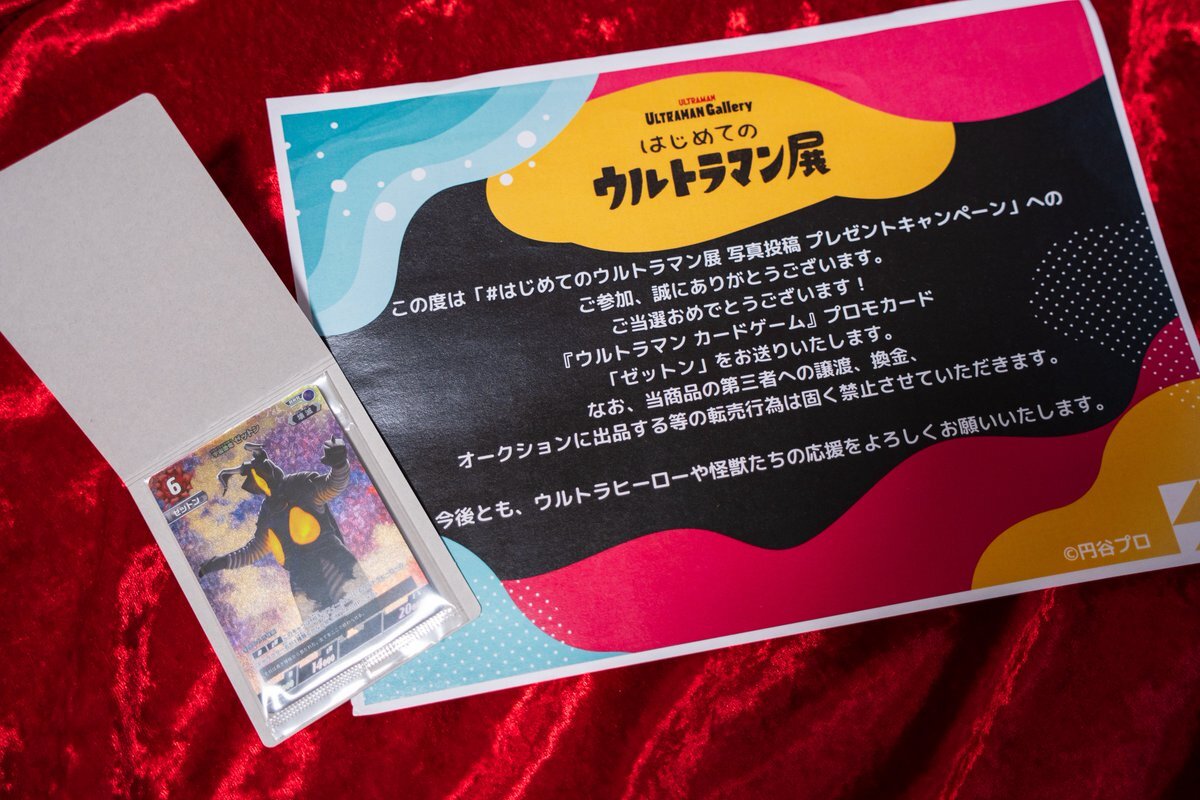 ULTRAMAN
ULTRAMAN Gallery
はじめての
ウルトラマン展
この度は「#はじめてのウルトラマン展 写真投稿 プレゼントキャンペーン」への
ご参加、誠にありがとうございます。
ご当選おめでとうございます！
『ウルトラマン カードゲーム』プロモカード
「ゼットン」をお送りいたします。
なお、当商品の第三者への譲渡、換金、
オークションに出品する等の転売行為は固く禁止させていただきます。
今後とも、ウルトラヒーローや怪獣たちの応援をよろしくお願いいたします。
©円谷プロ
宇宙恐竜 ゼットン
6
ゼットン
14000